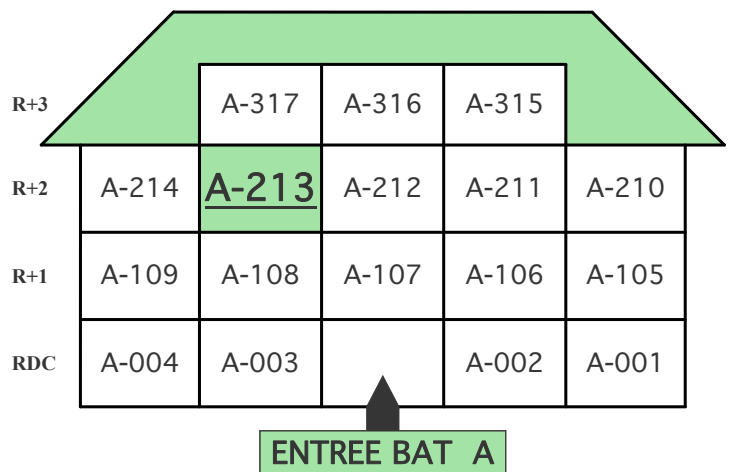 R+3 A-317 A-316 A-315
R+2 A-214 A-213 A-212 A-211 A-210
R+1 A-109 A-108 A-107 A-106 A-105
RDC A-004 A-003 A-002 A-001
ENTREE BAT A